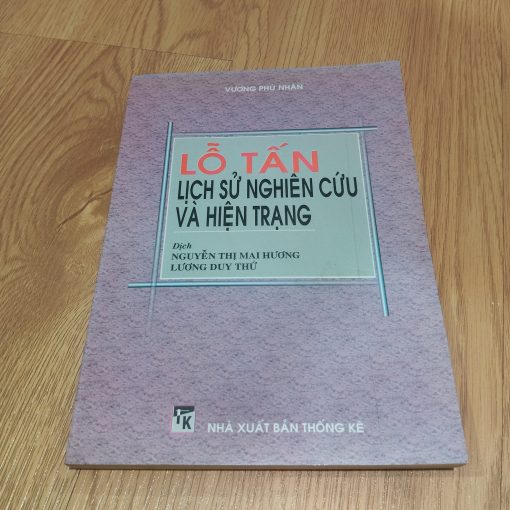 VƯƠNG PHÚ NHÂN
LỖ TẤN
LỊCH SỬ NGHIÊN CỨU
VÀ HIỆN TRẠNG
Dịch
NGUYỄN THỊ MAI HƯƠNG
LƯƠNG DUY THỨ
TK
NHÀ XUẤT BẢN THỐNG KÊ